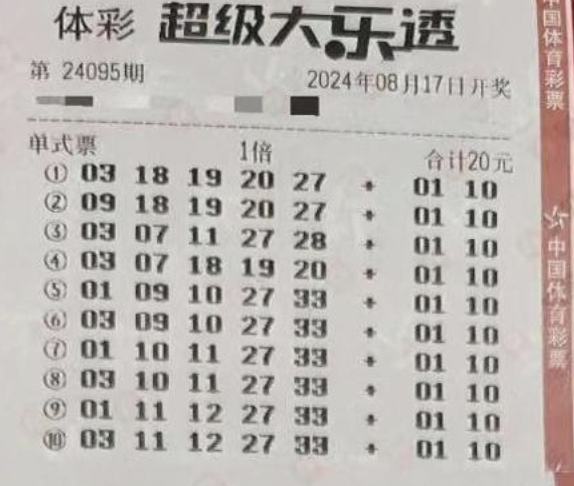 体彩 超级大乐透
第 24095期 2024年08月17日开奖
单式票 1倍 合计20元
① 03 18 19 20 27 + 01 10
② 09 18 19 20 27 + 01 10
③ 03 07 11 27 28 + 01 10
④ 03 07 18 19 20 + 01 10
⑤ 01 09 10 27 33 + 01 10
⑥ 03 09 10 27 33 + 01 10
⑦ 01 10 11 27 33 + 01 10
⑧ 03 10 11 27 33 + 01 10
⑨ 01 11 12 27 33 + 01 10
⑩ 03 11 12 27 33 + 01 10
中国体育彩票
中国体育彩票